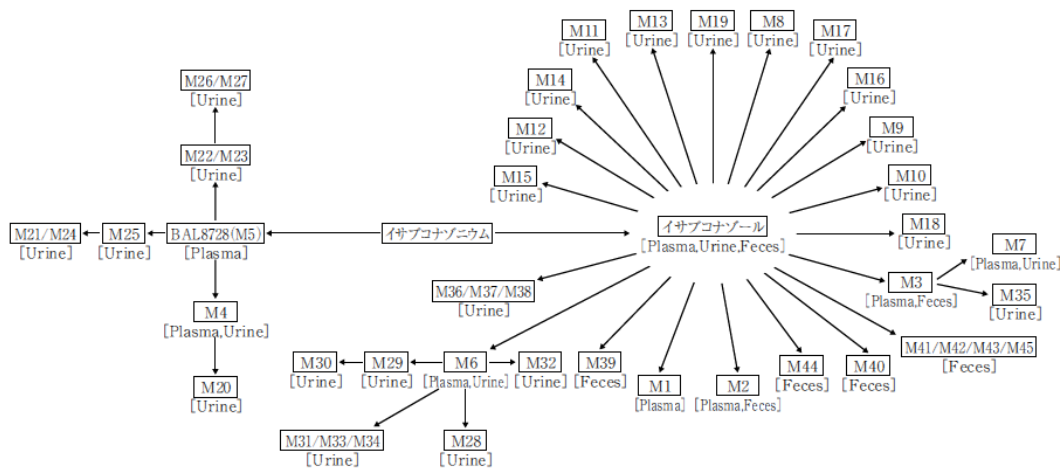 M11
[Urine]
M13
[Urine]
M19
[Urine]
M8
[Urine]
M17
[Urine]
M14
[Urine]
M16
[Urine]
M26/M27
[Urine]
M12
[Urine]
M9
[Urine]
M22/M23
[Urine]
M15
[Urine]
M10
[Urine]
M21/M24
[Urine]
M25
[Urine]
BAL8728(M5)
[Plasma]
イサブコナゾニウム
イサブコナゾール
[Plasma,Urine,Feces]
M18
[Urine]
M7
[Plasma,Urine]
M3
[Plasma,Feces]
M35
[Urine]
M36/M37/M38
[Urine]
M4
[Plasma,Urine]
M41/M42/M43/M45
[Feces]
M30
[Urine]
M29
[Urine]
M6
[Plasma,Urine]
M32
[Urine]
M39
[Feces]
M1
[Plasma]
M2
[Plasma,Feces]
M44
[Feces]
M40
[Feces]
M20
[Urine]
M31/M33/M34
[Urine]
M28
[Urine]